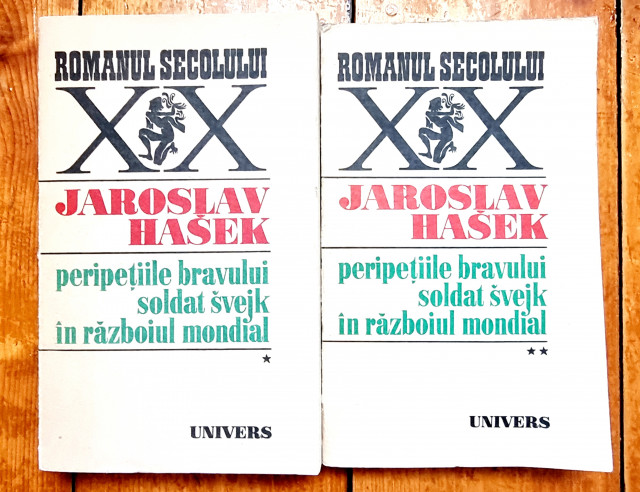 ROMANUL SECOLULUI
XX
JAROSLAV
HAŠEK
peripețiile bravului
soldat švejk
în războiul mondial
*
UNIVERS
ROMANUL SECOLULUI
XX
JAROSLAV
HAŠEK
peripețiile bravului
soldat švejk
în războiul mondial
**
UNIVERS